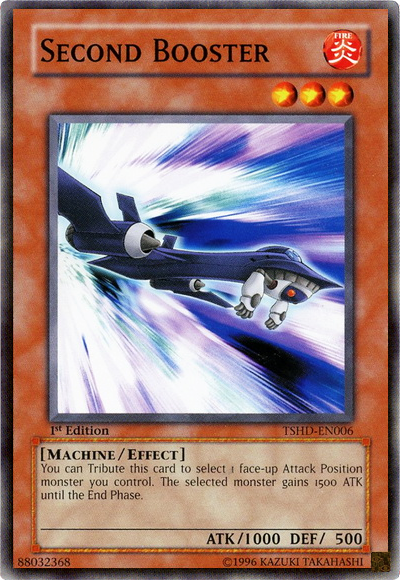 SECOND BOOSTER
FIRE
炎
1st Edition
TSHD-EN006
[MACHINE/EFFECT]
You can Tribute this card to select 1 face-up Attack Position
monster you control. The selected monster gains 1500 ATK
until the End Phase.
ATK/1000 DEF/ 500
88032368
©1996 KAZUKI TAKAHASHI